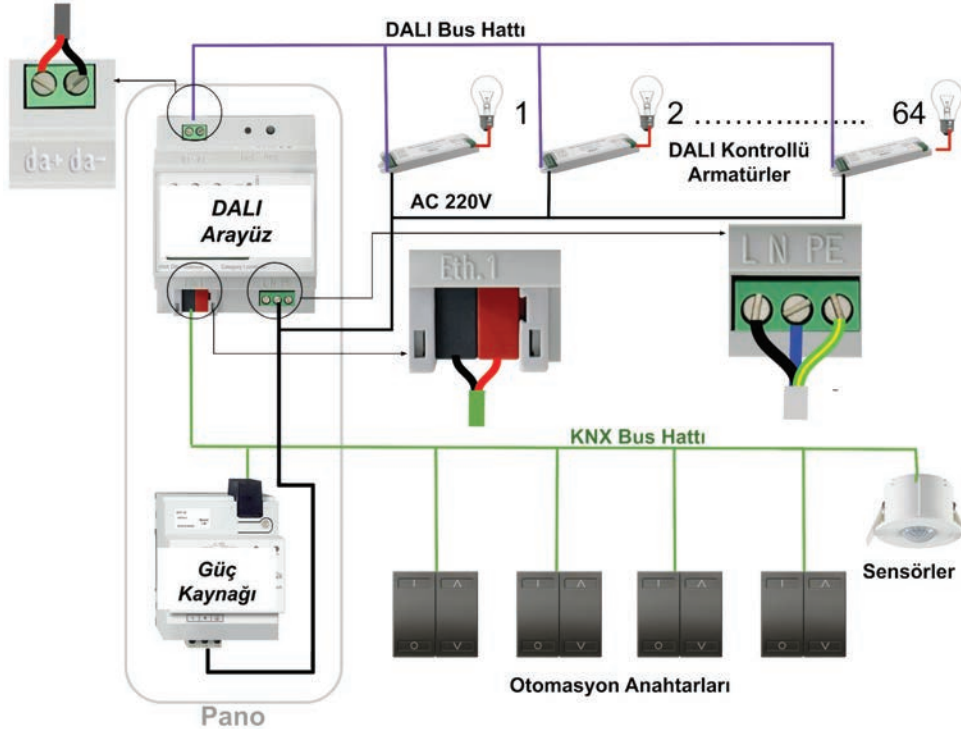 DALI Bus Hattı
1
2 .................... 64
DALI Kontrollü
Armatürler
da+ da-
DALI
Arayüz
AC 220V
Eth.1
L N PE
KNX Bus Hattı
Güç
Kaynağı
Sensörler
Otomasyon Anahtarları
Pano